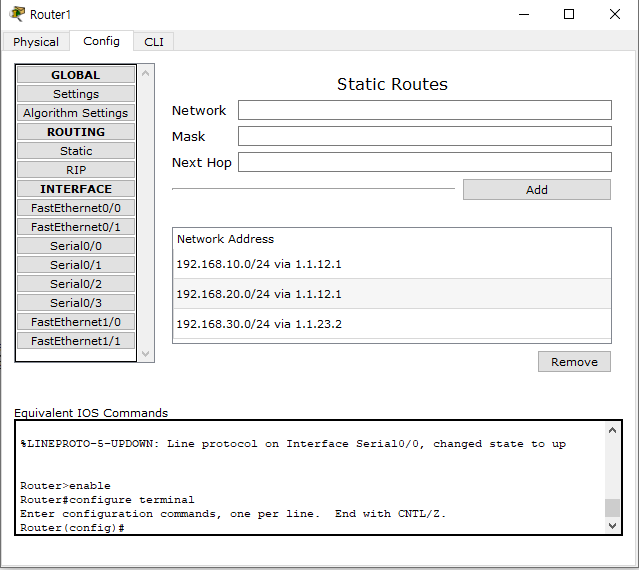 Router1
Physical Config CLI
GLOBAL
Settings
Algorithm Settings
ROUTING
Static
RIP
INTERFACE
FastEthernet0/0
FastEthernet0/1
Serial0/0
Serial0/1
Serial0/2
Serial0/3
FastEthernet1/0
FastEthernet1/1
Static Routes
Network
Mask
Next Hop
Add
Network Address
192.168.10.0/24 via 1.1.12.1
192.168.20.0/24 via 1.1.12.1
192.168.30.0/24 via 1.1.23.2
Remove
Equivalent IOS Commands
%LINEPROTO-5-UPDOWN: Line protocol on Interface Serial0/0, changed state to up
Router>enable
Router#configure terminal
Enter configuration commands, one per line.  End with CNTL/Z.
Router(config)#